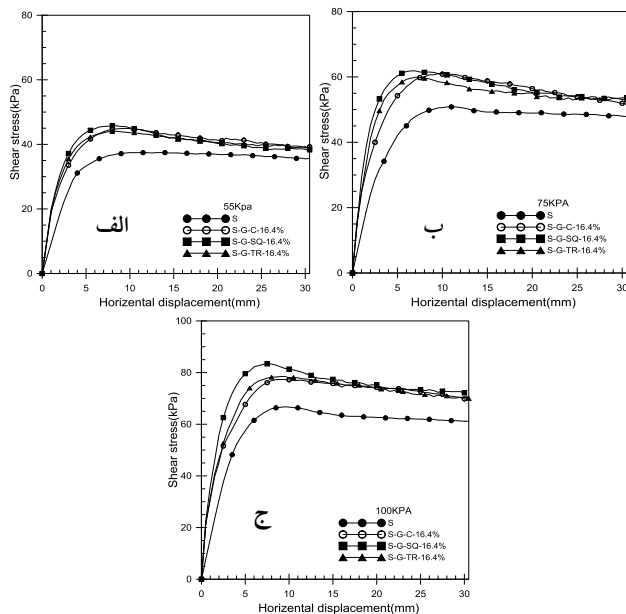 80
60
40
20
0
Shear stress(kPa)
0 5 10 15 20 25 30
Horizental displacement(mm)
55Kpa
S
S-G-C-16.4%
S-G-SQ-16.4%
S-G-TR-16.4%
الف
80
60
40
20
0
Shear stress(kPa)
0 5 10 15 20 25 30
Horizental displacement(mm)
75KPA
S
S-G-C-16.4%
S-G-SQ-16.4%
S-G-TR-16.4%
ب
100
80
60
40
20
0
Shear stress(kPa)
0 5 10 15 20 25 30
Horizental displacement(mm)
100KPA
S
S-G-C-16.4%
S-G-SQ-16.4%
S-G-TR-16.4%
ج